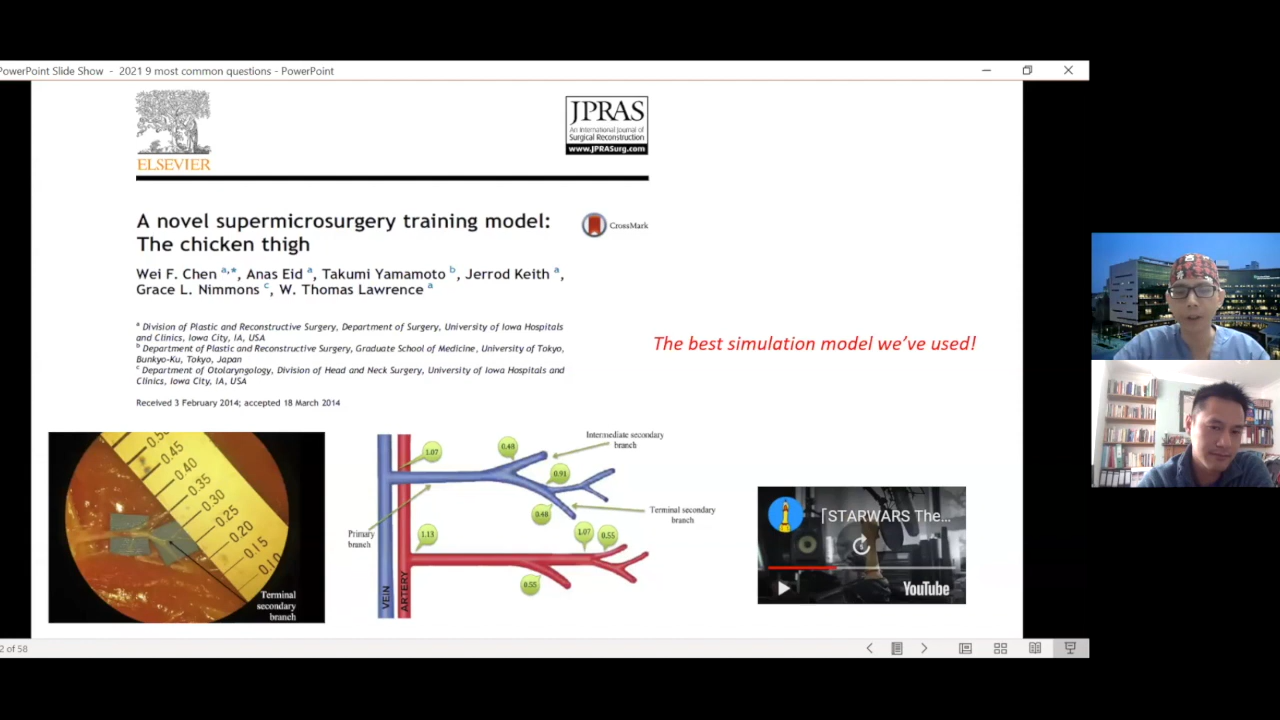 PowerPoint Slide Show - 2021 9 most common questions - PowerPoint
ELSEVIER
JPRAS
An International Journal of
Surgical Reconstruction
www.JPRASurg.com
A novel supermicrosurgery training model:
The chicken thigh
CrossMark
Wei F. Chen a,*, Anas Eid a, Takumi Yamamoto b, Jerrod Keith a,
Grace L. Nimmons c, W. Thomas Lawrence a
a Division of Plastic and Reconstructive Surgery, Department of Surgery, University of Iowa Hospitals
and Clinics, Iowa City, IA, USA
b Department of Plastic and Reconstructive Surgery, Graduate School of Medicine, University of Tokyo,
Bunkyo-Ku, Tokyo, Japan
c Department of Otolaryngology, Division of Head and Neck Surgery, University of Iowa Hospitals and
Clinics, Iowa City, IA, USA
Received 3 February 2014; accepted 18 March 2014
The best simulation model we've used!
0.45
0.40
0.35
0.30
0.25
0.20
0.15
0.10
Terminal
secondary
branch
Intermediate secondary
branch
1.07
0.48
0.91
0.48
Terminal secondary
branch
Primary
branch
1.13
1.07
0.55
0.55
VEIN
ARTERY
「STARWARS The...
YouTube
2 of 58